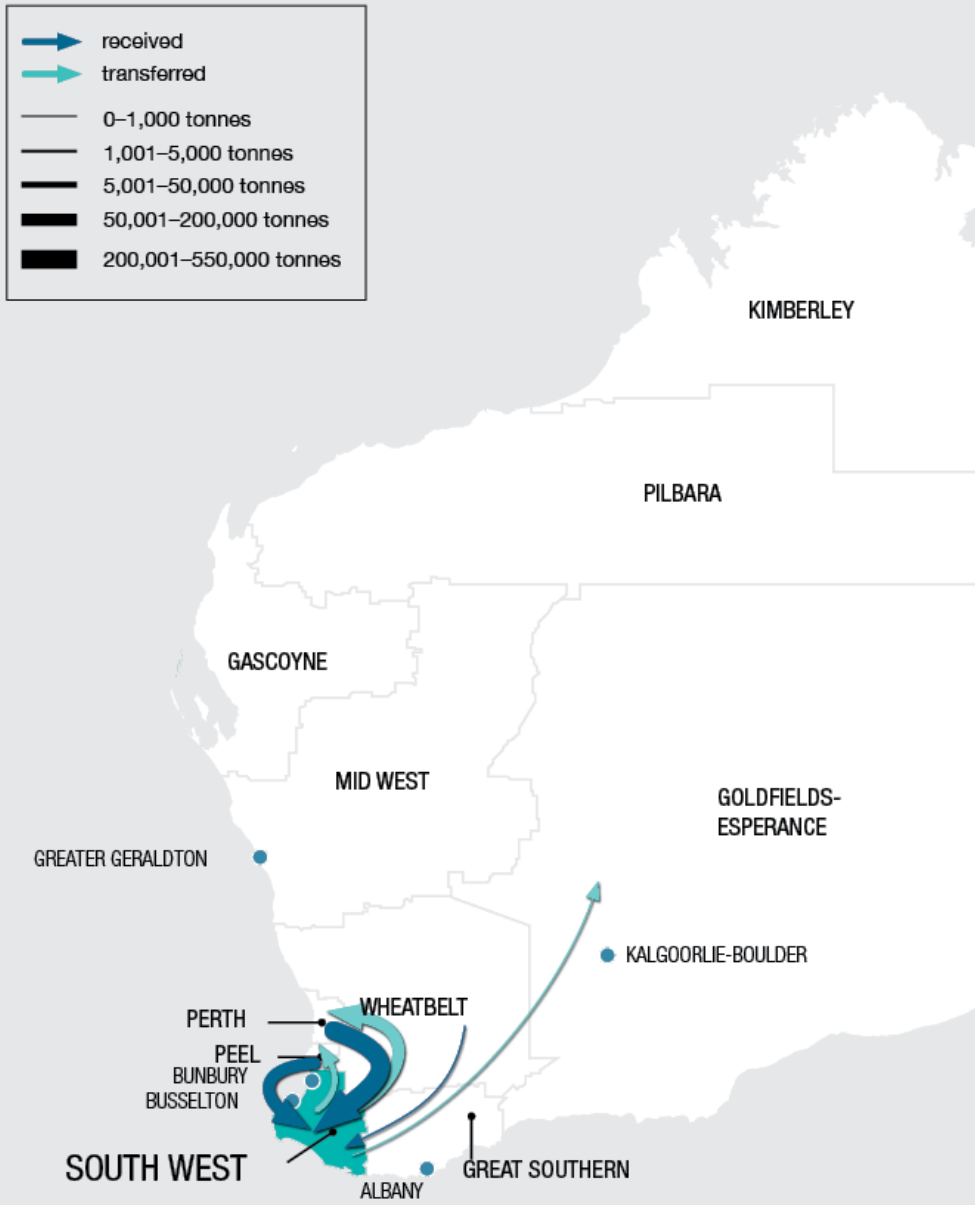 received
transferred
0–1,000 tonnes
1,001–5,000 tonnes
5,001–50,000 tonnes
50,001–200,000 tonnes
200,001–550,000 tonnes
KIMBERLEY
PILBARA
GASCOYNE
MID WEST
GOLDFIELDS-
ESPERANCE
GREATER GERALDTON
KALGOORLIE-BOULDER
WHEATBELT
PERTH
PEEL
BUNBURY
BUSSELTON
SOUTH WEST
GREAT SOUTHERN
ALBANY